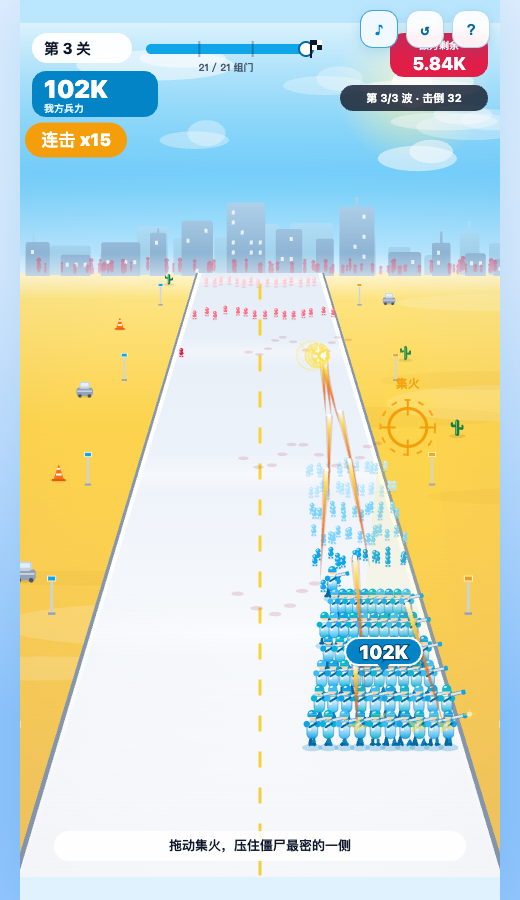 ♪ ↺ ?
第 3 关
21 / 21 组门
5.84K
102K
我方兵力
第 3/3 波 · 击倒 32
连击 x15
集火
102K
拖动集火，压住僵尸最密的一侧